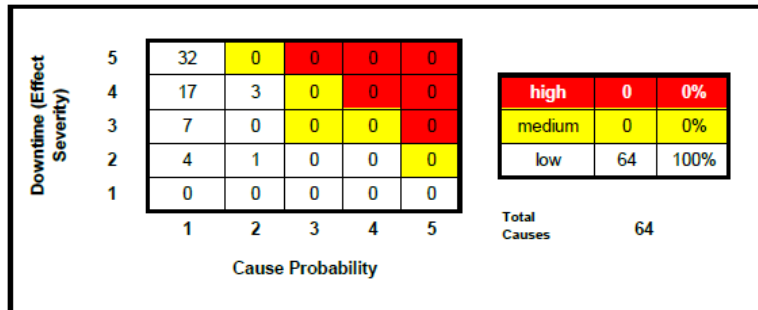 Downtime (Effect
Severity)
5 32 0 0 0 0
4 17 3 0 0 0
3 7 0 0 0 0
2 4 1 0 0 0
1 0 0 0 0 0
1 2 3 4 5
Cause Probability
high 0 0%
medium 0 0%
low 64 100%
Total
Causes 64